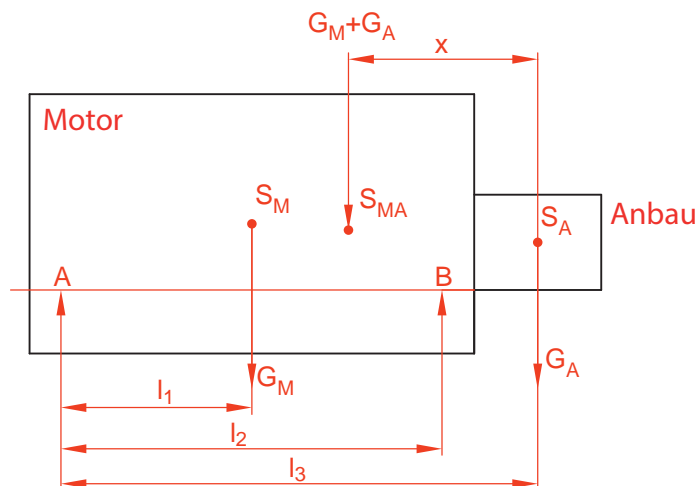 G_M+G_A
x
Motor
S_M
S_MA
S_A
Anbau
A
B
G_M
G_A
l_1
l_2
l_3